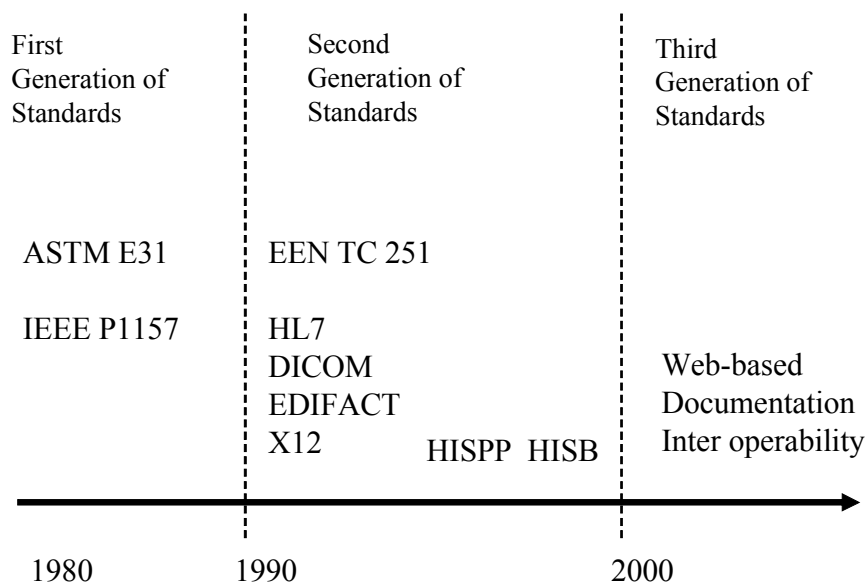 First
Generation of
Standards
Second
Generation of
Standards
Third
Generation of
Standards
ASTM E31
EEN TC 251
IEEE P1157
HL7
DICOM
EDIFACT
X12
HISPP HISB
Web-based
Documentation
Inter operability
1980
1990
2000